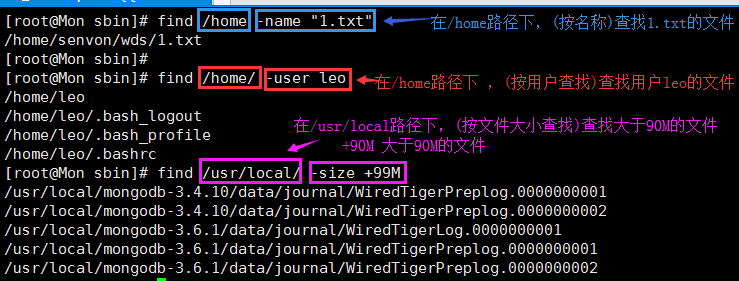 [root@Mon sbin]# find /home -name "1.txt" 在/home路径下，(按名称)查找1.txt的文件
/home/senvon/wds/1.txt
[root@Mon sbin]#
[root@Mon sbin]# find /home/ -user leo 在/home路径下 ，(按用户查找)查找用户leo的文件
/home/leo
/home/leo/.bash_logout
/home/leo/.bash_profile
/home/leo/.bashrc
在/usr/local路径下，(按文件大小查找)查找大于90M的文件
+90M 大于90M的文件
[root@Mon sbin]# find /usr/local/ -size +99M
/usr/local/mongodb-3.4.10/data/journal/WiredTigerPreplog.0000000001
/usr/local/mongodb-3.4.10/data/journal/WiredTigerPreplog.0000000002
/usr/local/mongodb-3.6.1/data/journal/WiredTigerLog.0000000001
/usr/local/mongodb-3.6.1/data/journal/WiredTigerPreplog.0000000001
/usr/local/mongodb-3.6.1/data/journal/WiredTigerPreplog.0000000002